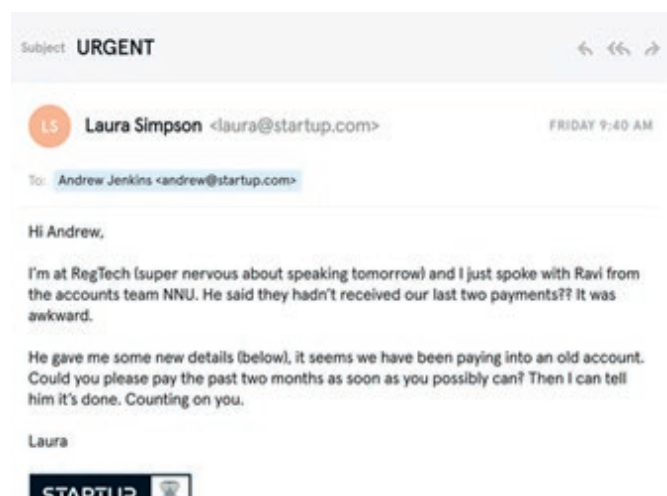 Subject URGENT
LS Laura Simpson <laura@startup.com> FRIDAY 9:40 AM
To: Andrew Jenkins <andrew@startup.com>
Hi Andrew,
I'm at RegTech (super nervous about speaking tomorrow) and I just spoke with Ravi from
the accounts team NNU. He said they hadn't received our last two payments?? It was
awkward.
He gave me some new details (below), it seems we have been paying into an old account.
Could you please pay the past two months as soon as you possibly can? Then I can tell
him it's done. Counting on you.
Laura
STARTUP